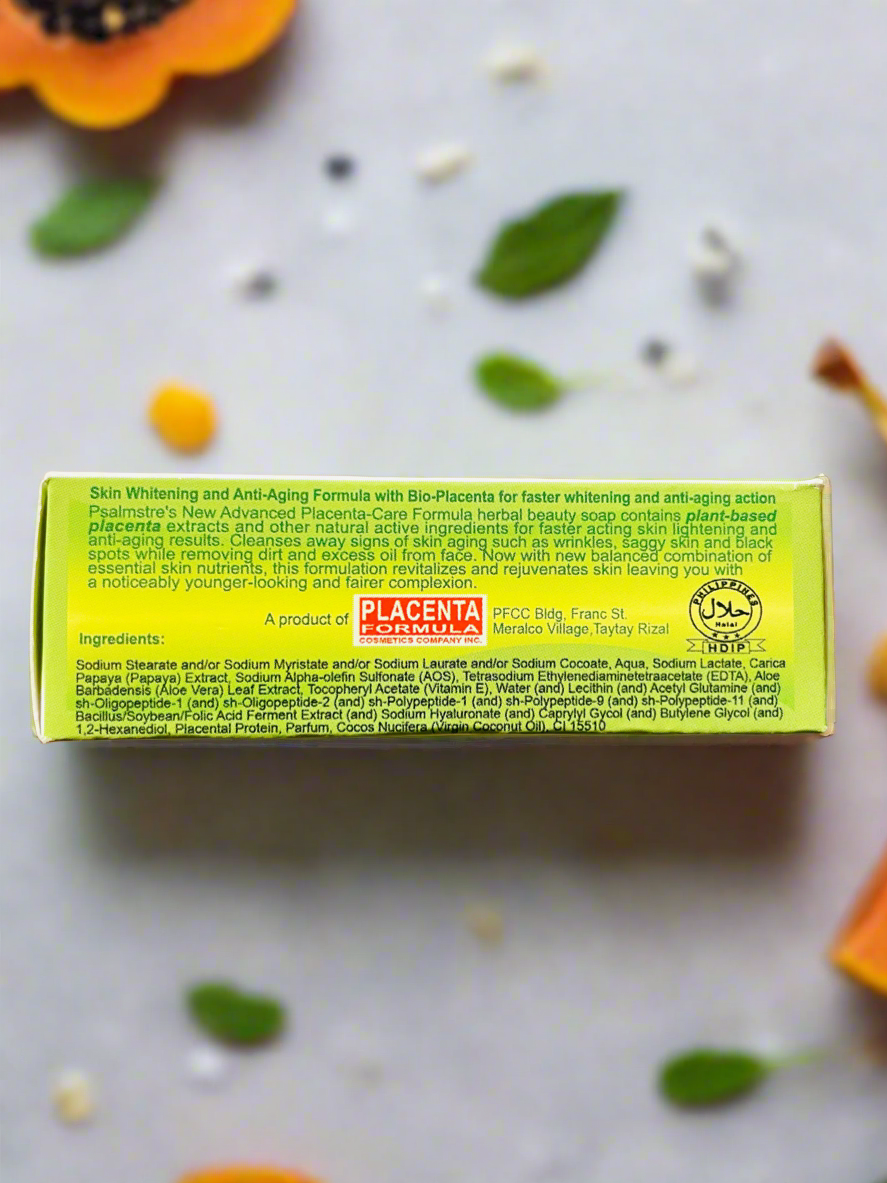 Skin Whitening and Anti-Aging Formula with Bio-Placenta for faster whitening and anti-aging action
Psalmstre's New Advanced Placenta-Care Formula herbal beauty soap contains plant-based
placenta extracts and other natural active ingredients for faster acting skin lightening and
anti-aging results. Cleanses away signs of skin aging such as wrinkles, saggy skin and black
spots while removing dirt and excess oil from face. Now with new balanced combination of
essential skin nutrients, this formulation revitalizes and rejuvenates skin leaving you with
a noticeably younger-looking and fairer complexion.
A product of
PLACENTA
FORMULA
COSMETICS COMPANY INC.
PFCC Bldg, Franc St.
Meralco Village,Taytay Rizal
PHILIPPINES
حلال
Halal
HDIP
Ingredients:
Sodium Stearate and/or Sodium Myristate and/or Sodium Laurate and/or Sodium Cocoate, Aqua, Sodium Lactate, Carica
Papaya (Papaya) Extract, Sodium Alpha-olefin Sulfonate (AOS), Tetrasodium Ethylenediaminetetraacetate (EDTA), Aloe
Barbadensis (Aloe Vera) Leaf Extract, Tocopheryl Acetate (Vitamin E), Water (and) Lecithin (and) Acetyl Glutamine (and)
sh-Oligopeptide-1 (and) sh-Oligopeptide-2 (and) sh-Polypeptide-1 (and) sh-Polypeptide-9 (and) sh-Polypeptide-11 (and)
Bacillus/Soybean/Folic Acid Ferment Extract (and) Sodium Hyaluronate (and) Caprylyl Gycol (and) Butylene Glycol (and)
1,2-Hexanediol, Placental Protein, Parfum, Cocos Nucifera (Virgin Coconut Oil), CI 15510